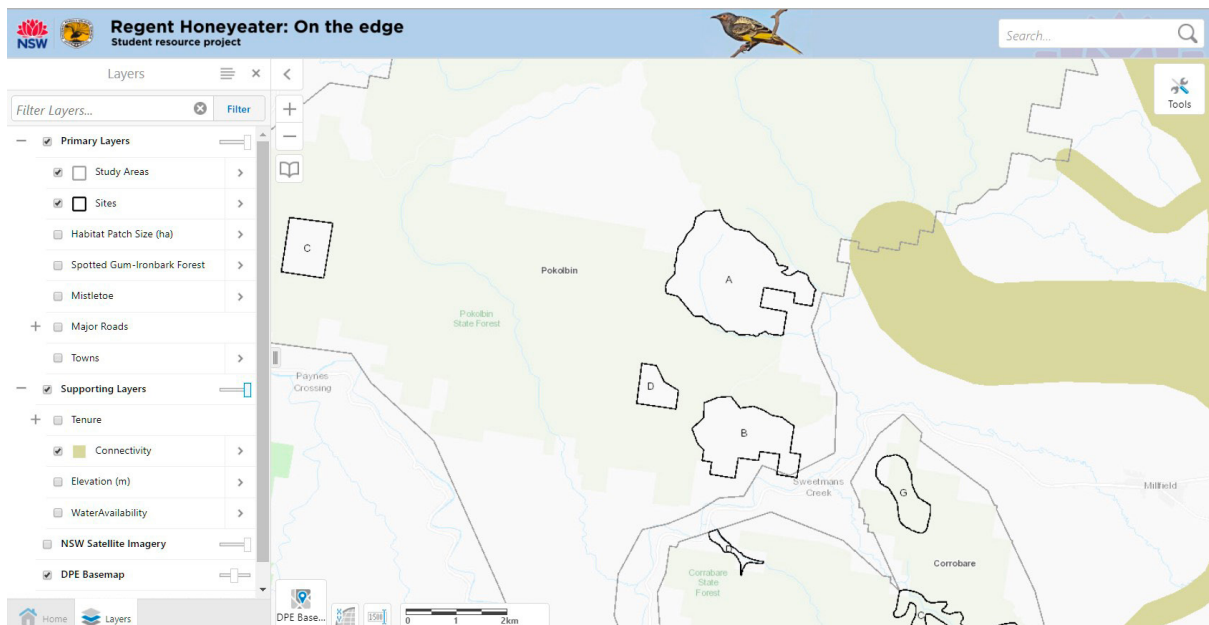 NSW
Regent Honeyeater: On the edge
Student resource project
Search...
Layers
Filter Layers...
Filter
Primary Layers
Study Areas
Sites
Habitat Patch Size (ha)
Spotted Gum-Ironbark Forest
Mistletoe
Major Roads
Towns
Supporting Layers
Tenure
Connectivity
Elevation (m)
WaterAvailability
NSW Satellite Imagery
DPE Basemap
Home
Layers
Tools
C
A
Pokolbin
Pokolbin
State Forest
Paynes
Crossing
D
B
Sweetmans
Creek
G
Millfield
Corrobare
Corrabare
State
Forest
DPE Base...
0 1 2km